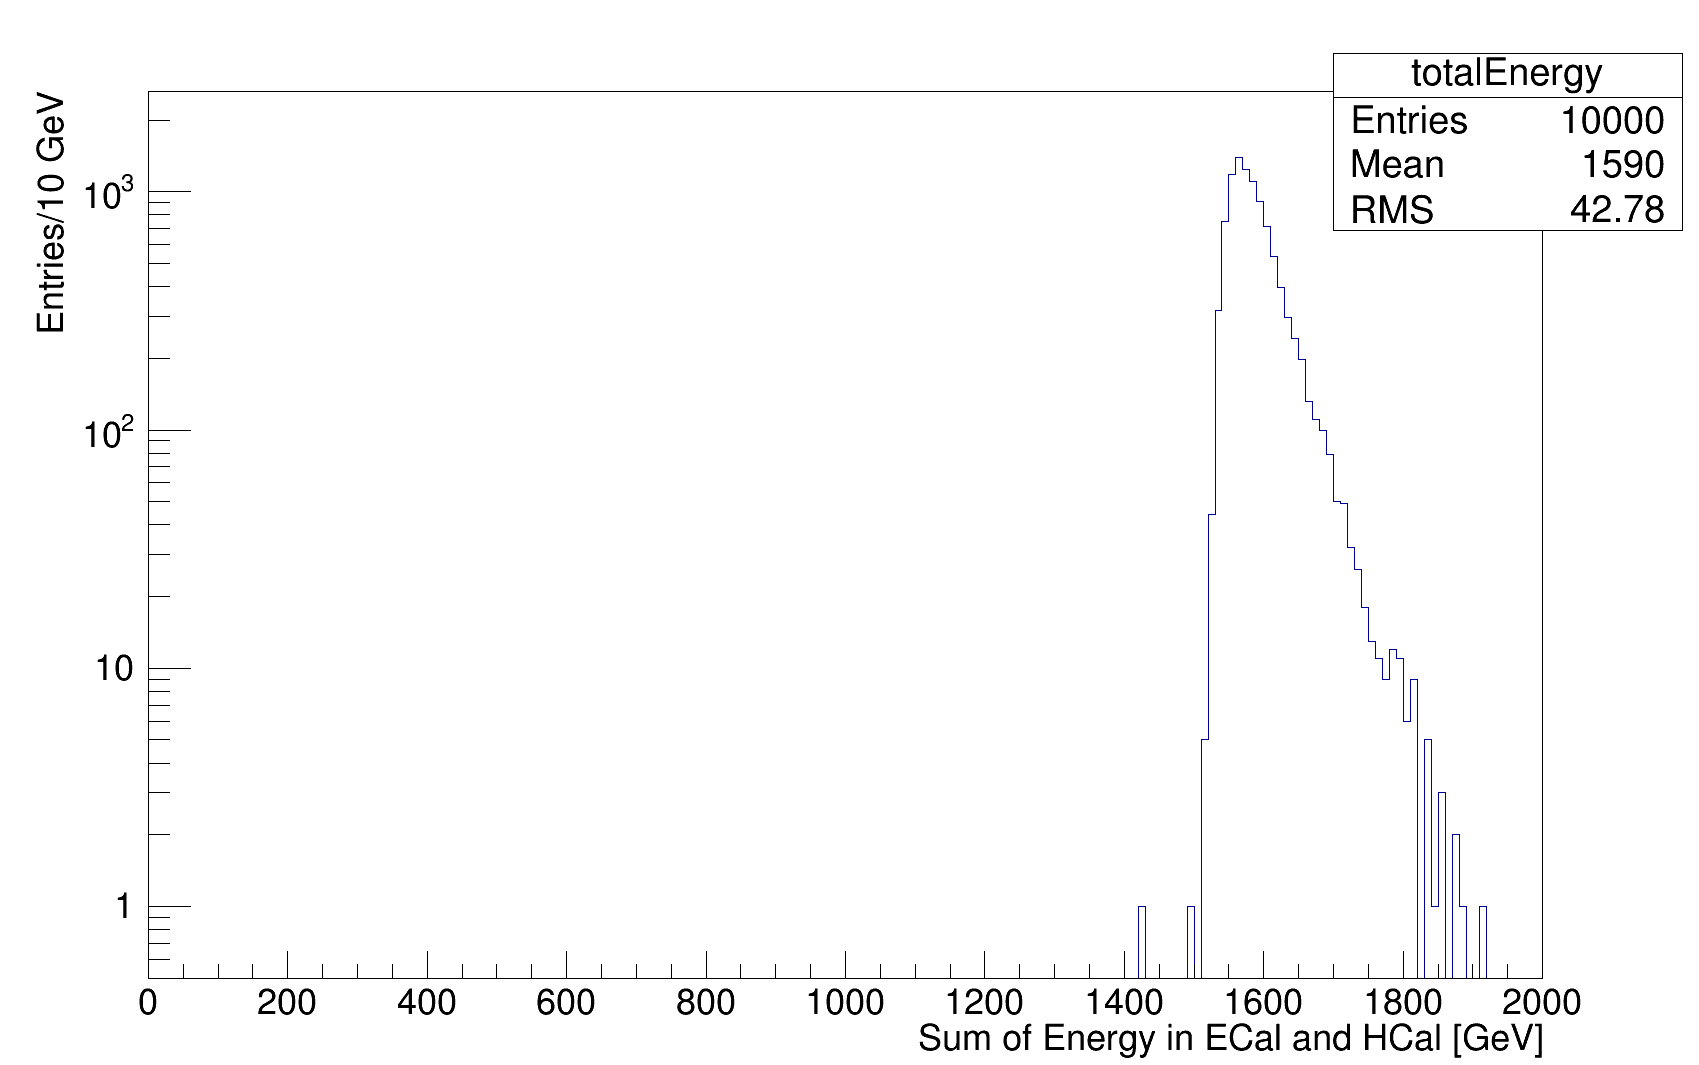 totalEnergy
Entries 10000
Mean 1590
RMS 42.78
Entries/10 GeV
10³
10²
10
1
0 200 400 600 800 1000 1200 1400 1600 1800 2000
Sum of Energy in ECal and HCal [GeV]